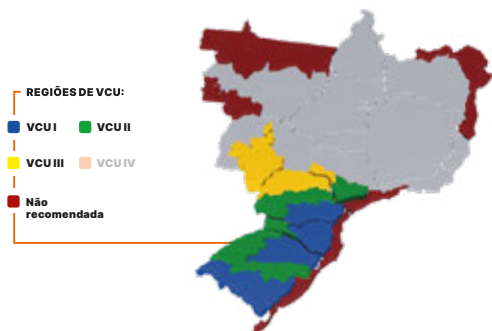 REGIÕES DE VCU:
VCU I
VCU II
VCU III
VCU IV
Não
recomendada